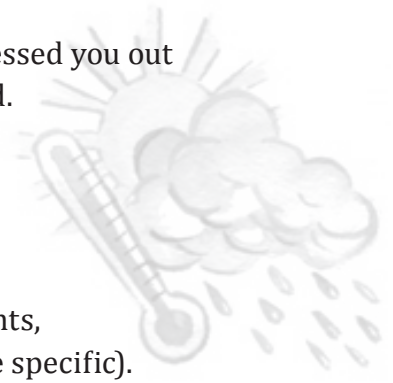 essed you out
d.
nts,
e specific).